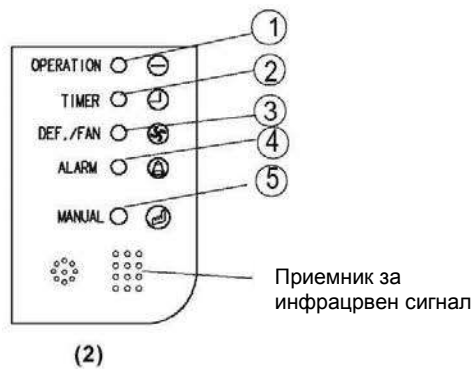 OPERATION 1
TIMER 2
DEF./FAN 3
ALARM 4
MANUAL 5
Приемник за
инфрацрвен сигнал
(2)